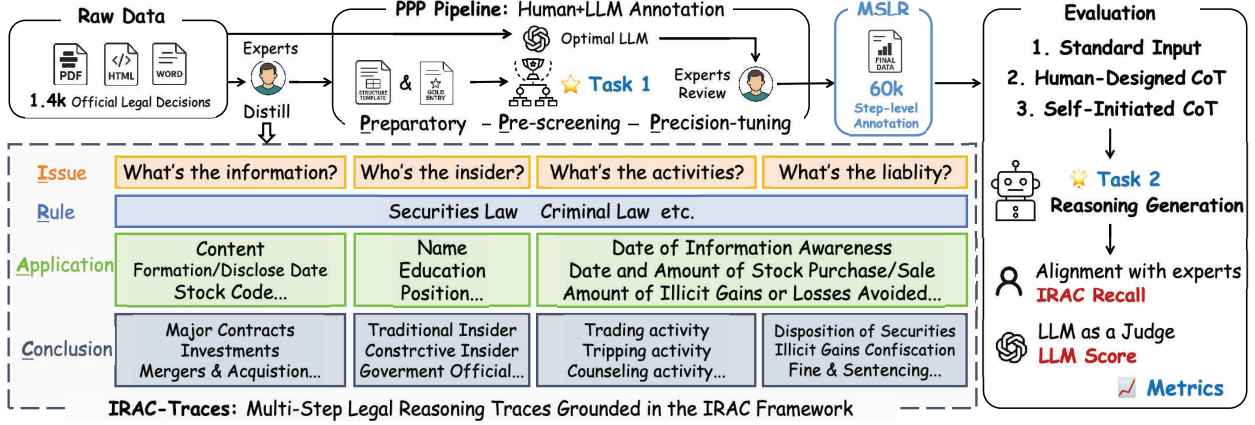 Raw Data
PDF
HTML
WORD
1.4k Official Legal Decisions
Experts
Distill
PPP Pipeline: Human+LLM Annotation
Optimal LLM
STRUCTURE TEMPLATE
&
GOLD ENTRY
Task 1
Experts
Review
Preparatory – Pre-screening – Precision-tuning
MSLR
FINAL DATA
60k
Step-level
Annotation
Evaluation
1. Standard Input
2. Human-Designed CoT
3. Self-Initiated CoT
Task 2
Reasoning Generation
Alignment with experts
IRAC Recall
LLM as a Judge
LLM Score
Metrics
Issue
What's the information?
Who's the insider?
What's the activities?
What's the liablity?
Rule
Securities Law Criminal Law etc.
Application
Content
Formation/Disclose Date
Stock Code...
Name
Education
Position...
Date of Information Awareness
Date and Amount of Stock Purchase/Sale
Amount of Illicit Gains or Losses Avoided...
Conclusion
Major Contracts
Investments
Mergers & Acquistion...
Traditional Insider
Constrctive Insider
Goverment Official...
Trading activity
Tripping activity
Counseling activity...
Disposition of Securities
Illicit Gains Confiscation
Fine & Sentencing...
IRAC-Traces: Multi-Step Legal Reasoning Traces Grounded in the IRAC Framework